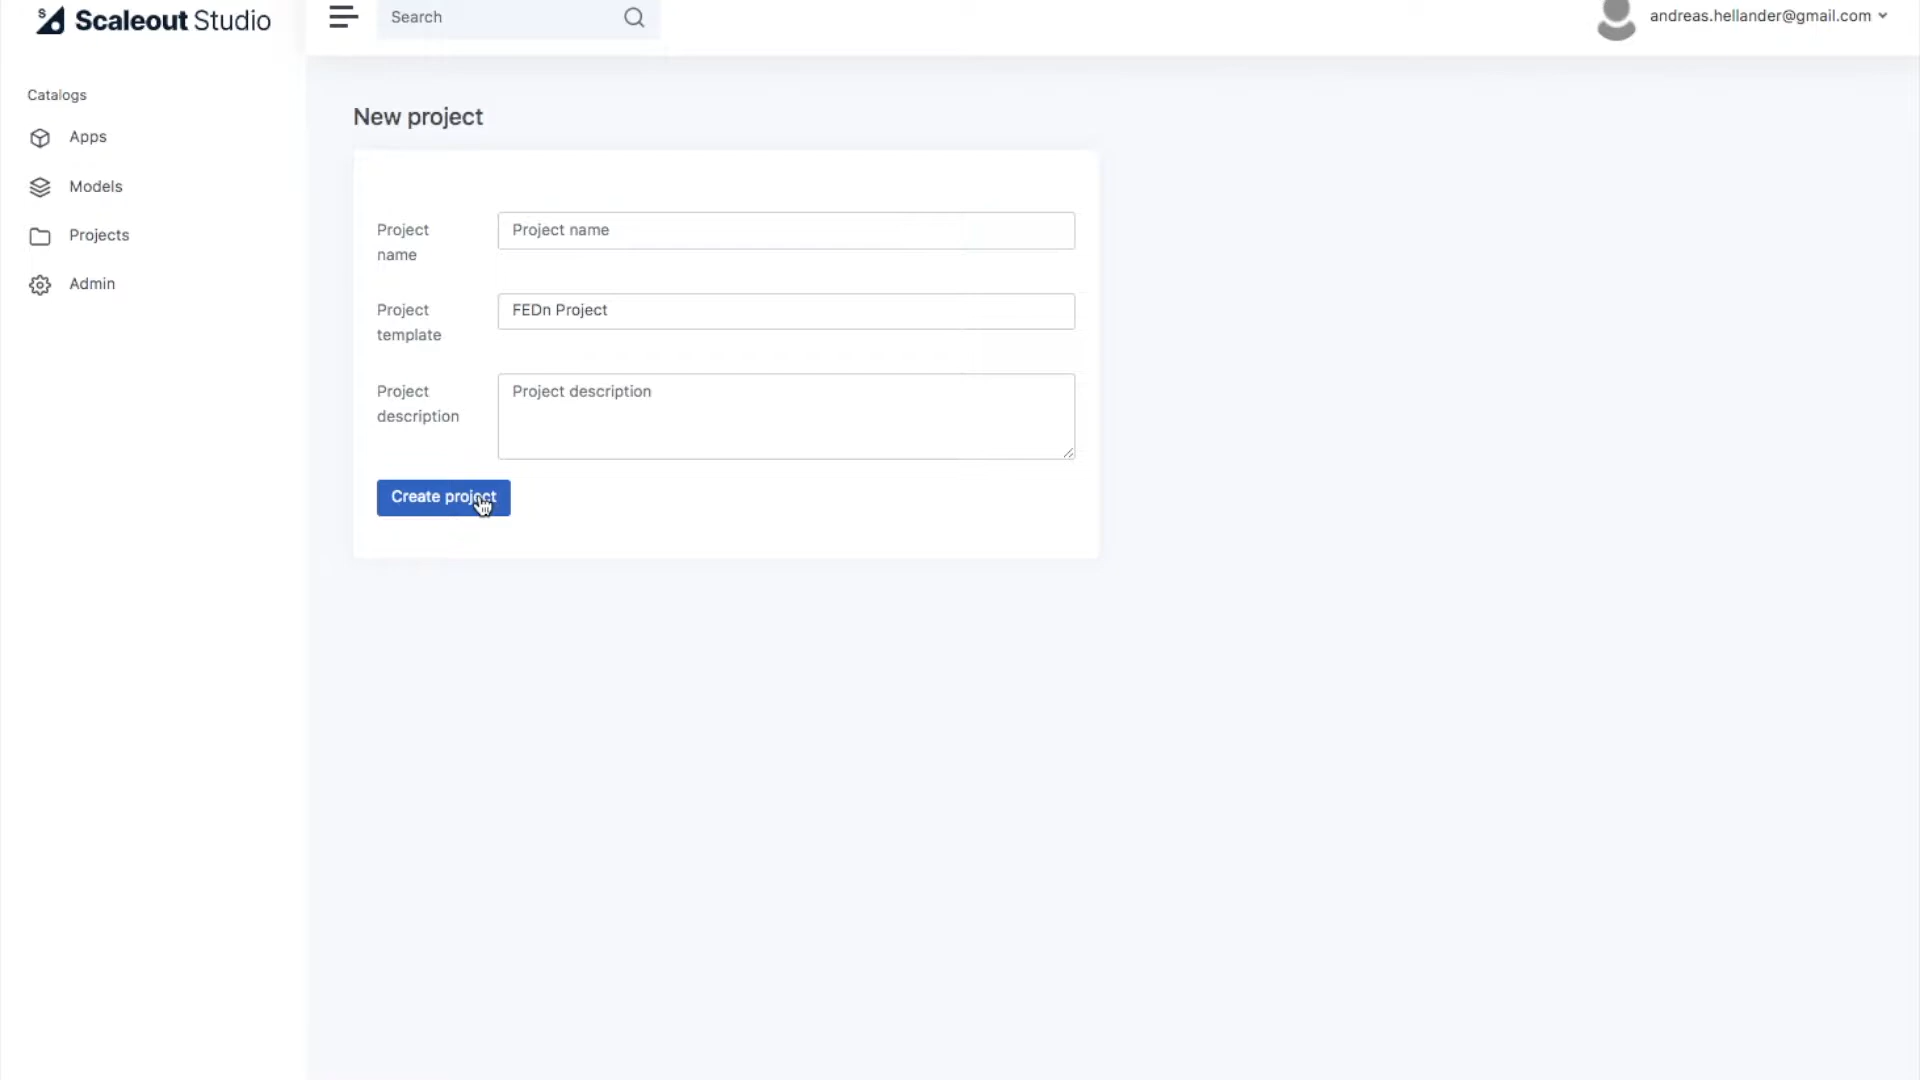 Scaleout Studio
Search
andreas.hellander@gmail.com
Catalogs
Apps
Models
Projects
Admin
New project
Project
name
Project name
Project
template
FEDn Project
Project
description
Project description
Create project